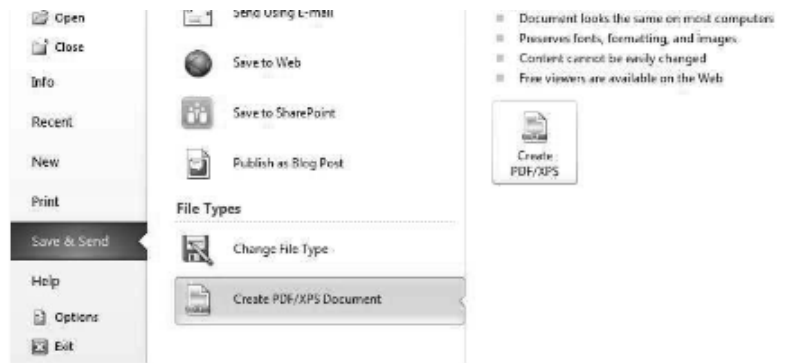 Open
Close
Info
Recent
New
Print
Save & Send
Help
Options
Exit
Send Using E-mail
Save to Web
Save to SharePoint
Publish as Blog Post
File Types
Change File Type
Create PDF/XPS Document
Document looks the same on most computers
Preserves fonts, formatting, and images
Content cannot be easily changed
Free viewers are available on the Web
Create
PDF/XPS